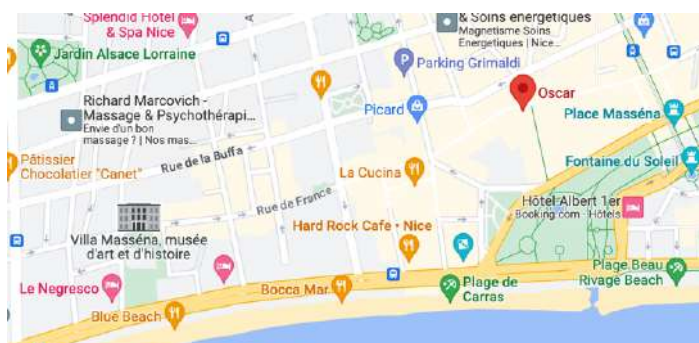 Splendid Hotel
& Spa Nice
& Soins énergétiques
Magnetisme Soins
Energetiques | Nice...
Jardin Alsace Lorraine
Parking Grimaldi
Oscar
Richard Marcovich -
Massage & Psychothérapi...
Envie d'un bon
massage ? | Nos mas...
Picard
Place Masséna
Pâtissier
Chocolatier "Canet"
Rue de la Buffa
La Cucina
Fontaine du Soleil
Rue de France
Hôtel Albert 1er
Booking.com · Hôtels
Villa Masséna, musée
d'art et d'histoire
Hard Rock Cafe · Nice
Le Negresco
Bocca Mar
Plage de
Carras
Plage Beau
Rivage Beach
Blue Beach